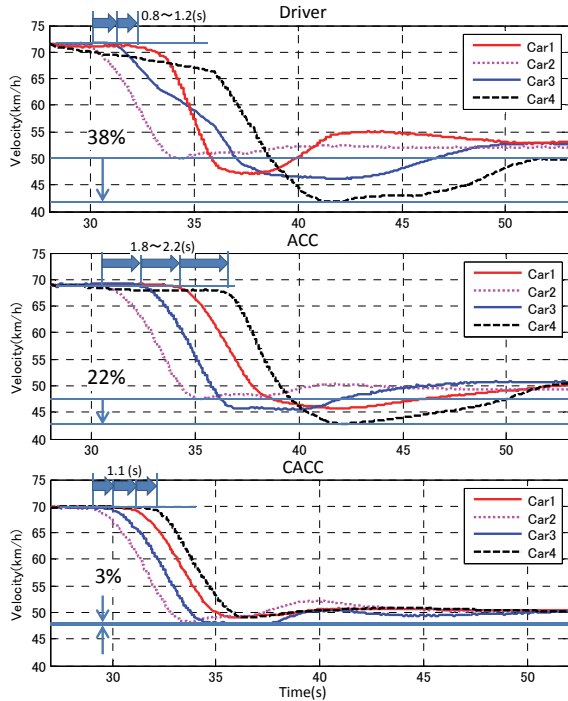 Driver
0.8～1.2(s)
Velocity(km/h)
75
70
65
60
55
50
45
40
38%
Car1
Car2
Car3
Car4
30
35
40
45
50
ACC
1.8～2.2(s)
Velocity(km/h)
75
70
65
60
55
50
45
40
22%
Car1
Car2
Car3
Car4
30
35
40
45
50
CACC
1.1 (s)
Velocity(km/h)
75
70
65
60
55
50
45
40
3%
Car1
Car2
Car3
Car4
30
35
40
45
50
Time(s)